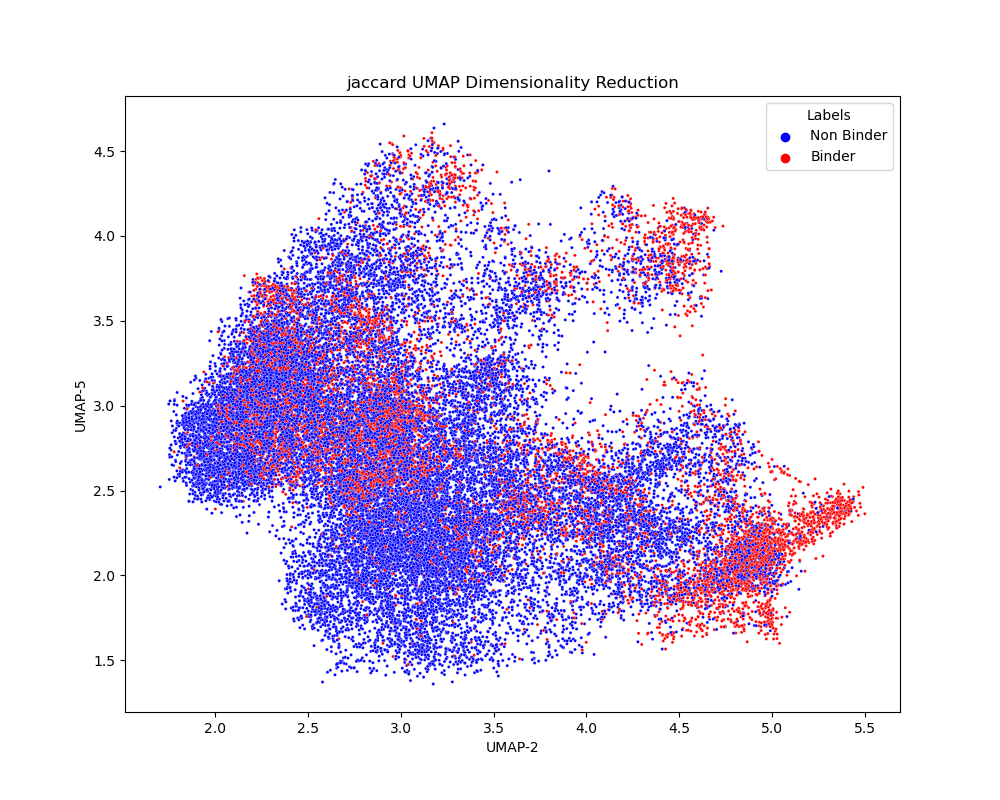 jaccard UMAP Dimensionality Reduction
Labels
Non Binder
Binder
4.5
4.0
3.5
3.0
2.5
2.0
1.5
UMAP-5
2.0 2.5 3.0 3.5 4.0 4.5 5.0 5.5
UMAP-2